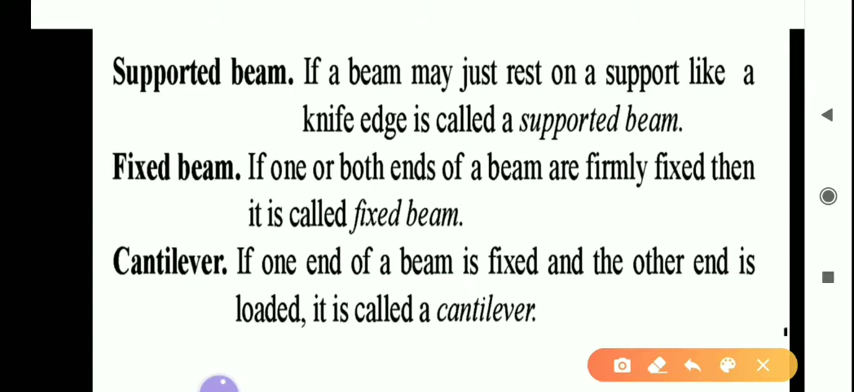 Supported beam. If a beam may just rest on a support like a
knife edge is called a supported beam.
Fixed beam. If one or both ends of a beam are firmly fixed then
it is called fixed beam.
Cantilever. If one end of a beam is fixed and the other end is
loaded, it is called a cantilever.